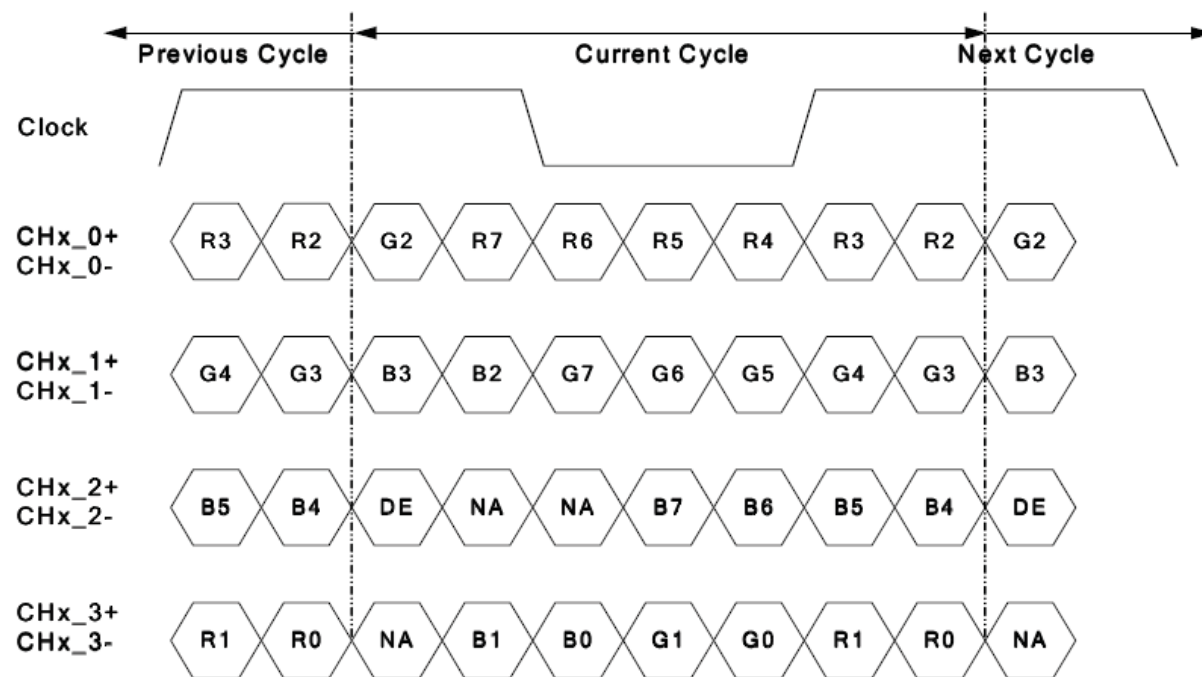 Previous Cycle Current Cycle Next Cycle
Clock
CHx_0+ R3 R2 G2 R7 R6 R5 R4 R3 R2 G2
CHx_0-
CHx_1+ G4 G3 B3 B2 G7 G6 G5 G4 G3 B3
CHx_1-
CHx_2+ B5 B4 DE NA NA B7 B6 B5 B4 DE
CHx_2-
CHx_3+ R1 R0 NA B1 B0 G1 G0 R1 R0 NA
CHx_3-